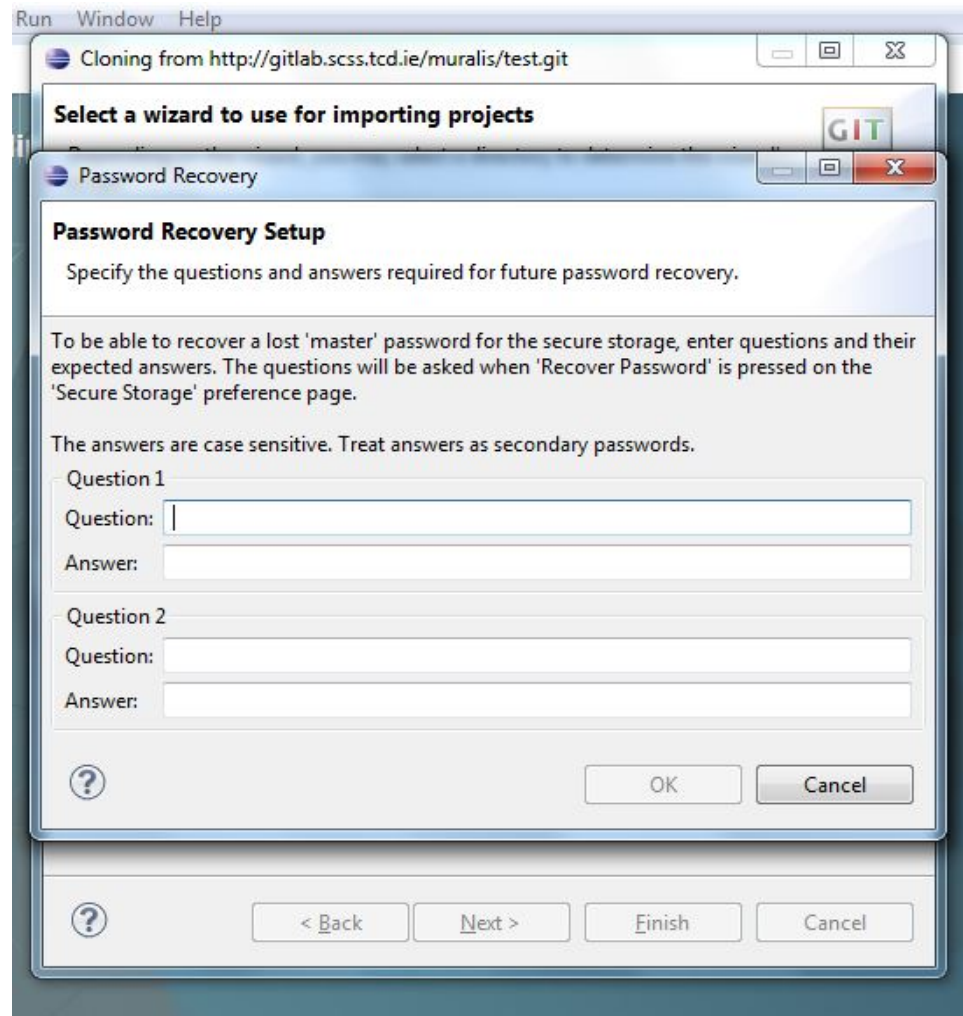 Run Window Help
Cloning from http://gitlab.scss.tcd.ie/muralis/test.git
Select a wizard to use for importing projects
GIT
Password Recovery
Password Recovery Setup
Specify the questions and answers required for future password recovery.
To be able to recover a lost 'master' password for the secure storage, enter questions and their
expected answers. The questions will be asked when 'Recover Password' is pressed on the
'Secure Storage' preference page.
The answers are case sensitive. Treat answers as secondary passwords.
Question 1
Question:
Answer:
Question 2
Question:
Answer:
OK Cancel
< Back Next > Finish Cancel